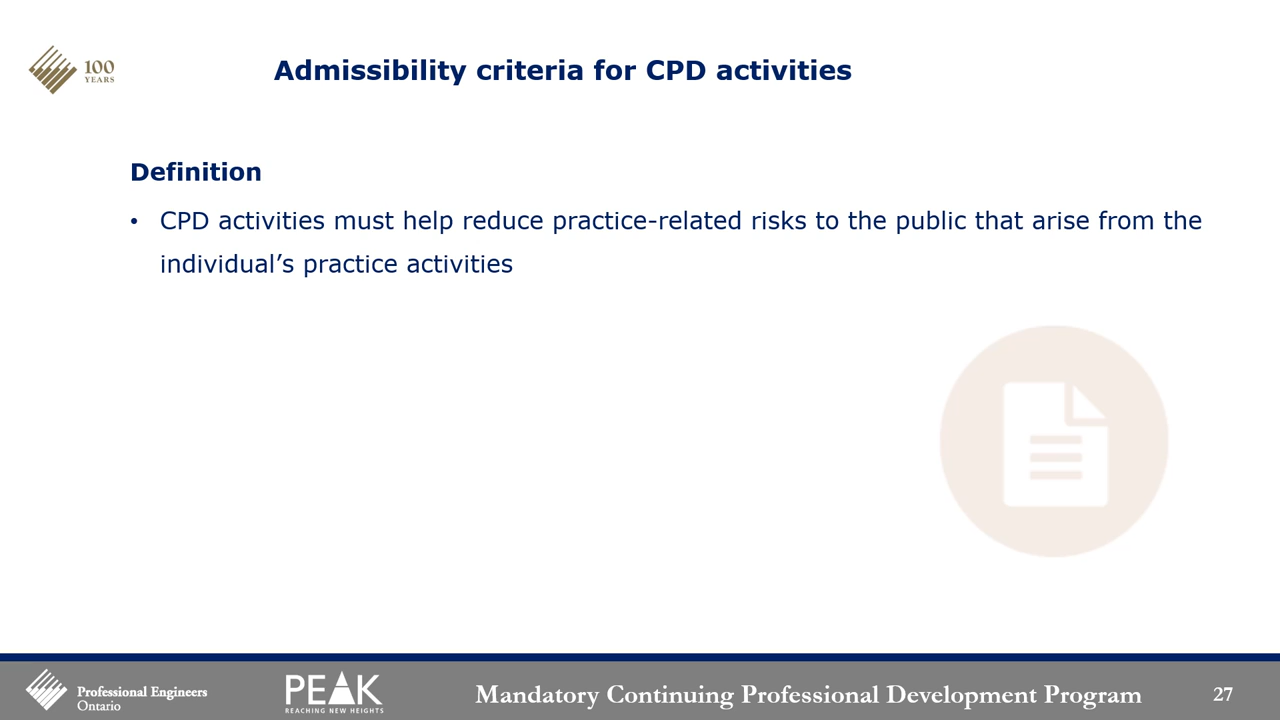 100
YEARS
Admissibility criteria for CPD activities
Definition
• CPD activities must help reduce practice-related risks to the public that arise from the
individual’s practice activities
Professional Engineers
Ontario
PEAK
REACHING NEW HEIGHTS
Mandatory Continuing Professional Development Program
27